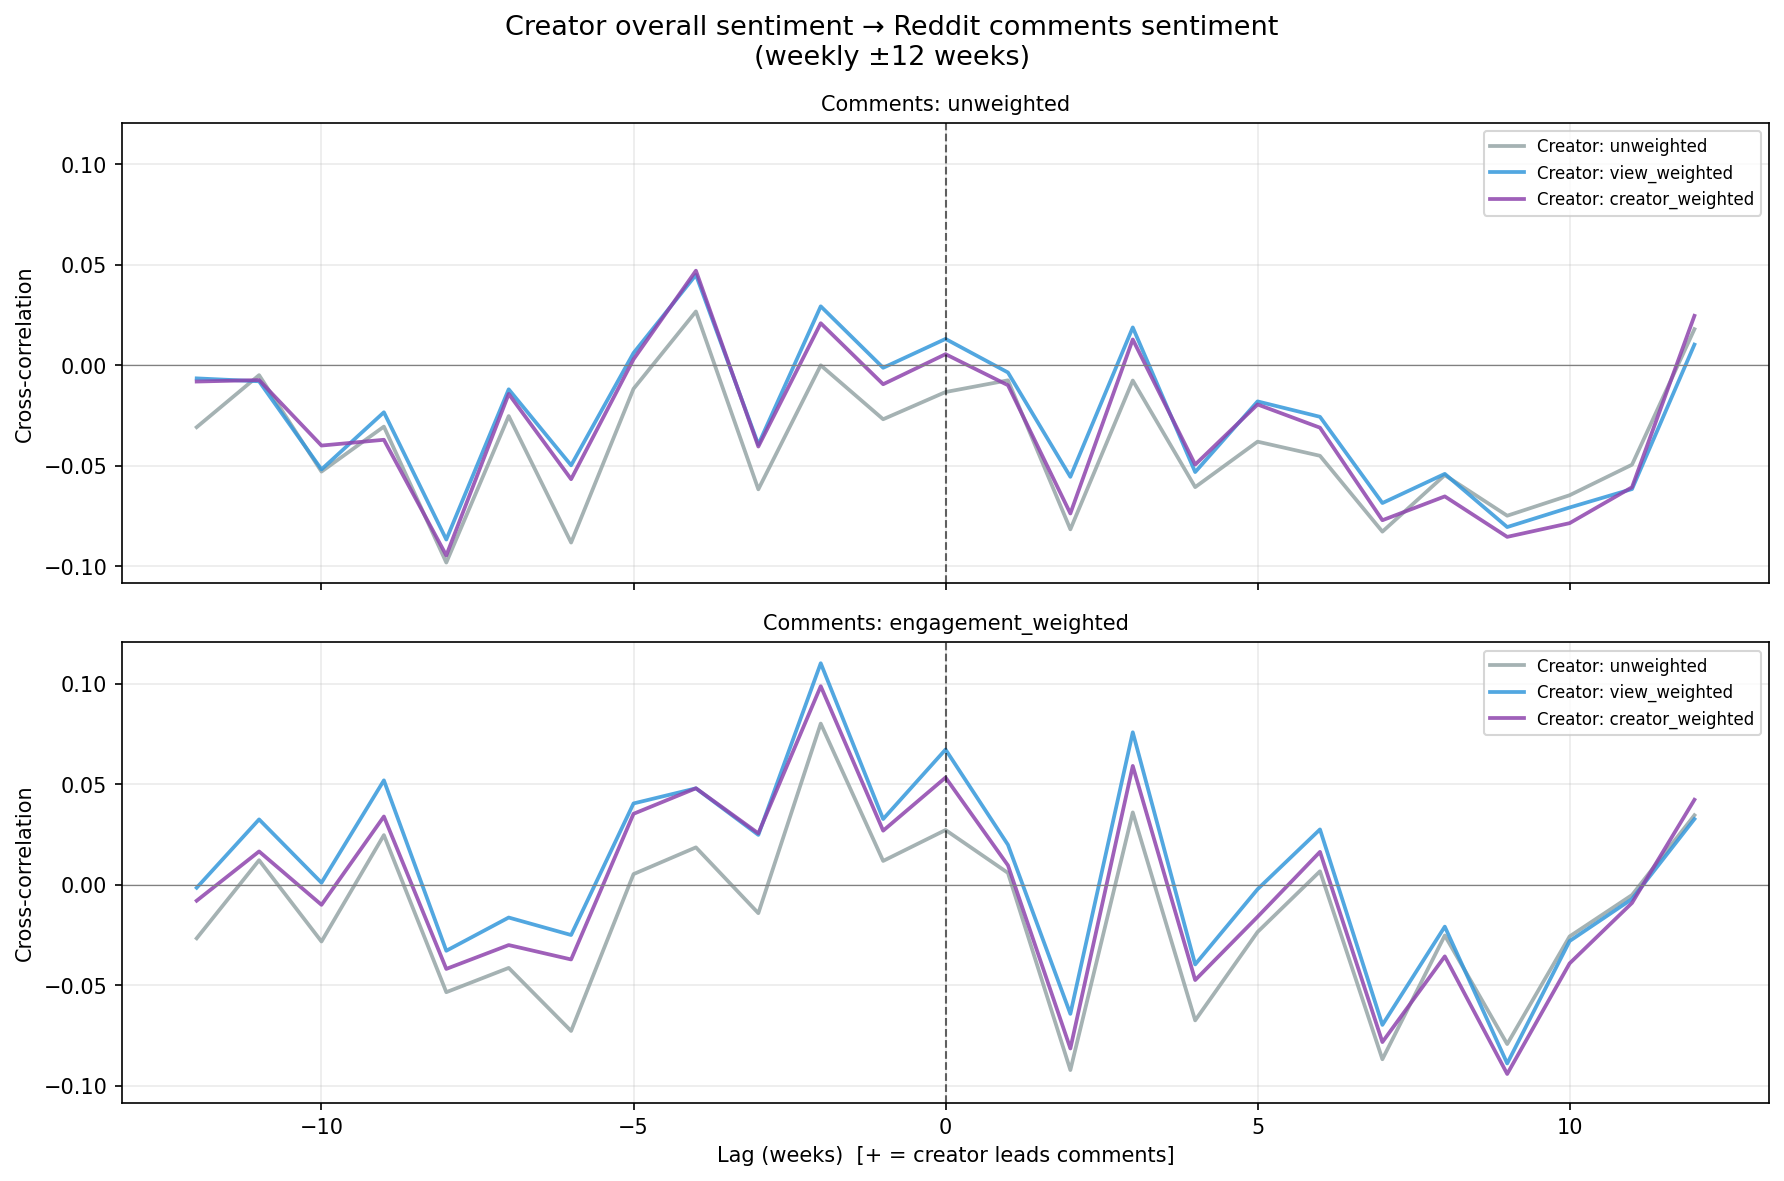 Creator overall sentiment → Reddit comments sentiment
(weekly ±12 weeks)
Comments: unweighted
Creator: unweighted
Creator: view_weighted
Creator: creator_weighted
Cross-correlation
0.10
0.05
0.00
−0.05
−0.10
Comments: engagement_weighted
Creator: unweighted
Creator: view_weighted
Creator: creator_weighted
Cross-correlation
0.10
0.05
0.00
−0.05
−0.10
−10
−5
0
5
10
Lag (weeks)  [+ = creator leads comments]